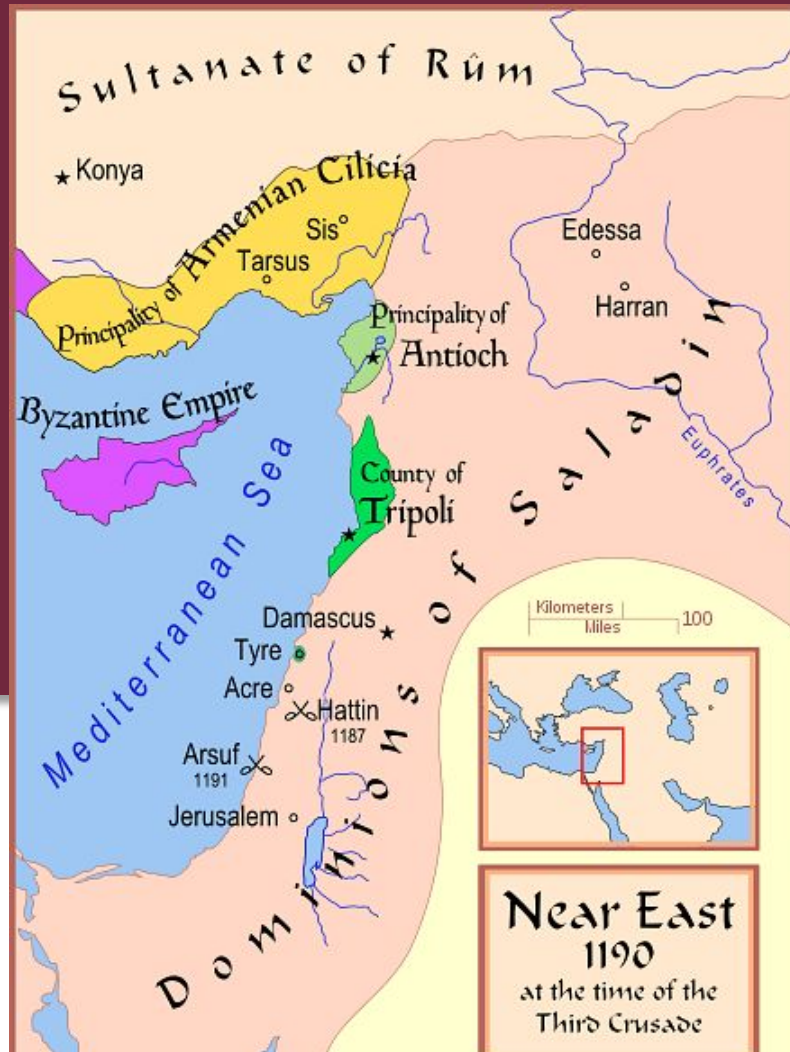 Sultanate of Rûm
Konya
Principality of Armenian Cilicia
Sis
Tarsus
Edessa
Harran
Principality of
Antioch
Byzantine Empire
Mediterranean Sea
County of
Tripoli
Euphrates
Dominions of Saladin
Damascus
Tyre
Acre
Hattin
1187
Arsuf
1191
Jerusalem
Kilometers
Miles
100
Near East
1190
at the time of the
Third Crusade